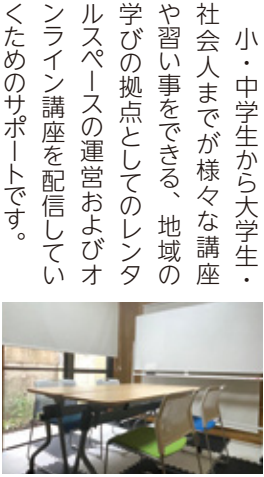 小・中学生から大学生・
社会人までが様々な講座
や習い事をできる、地域の
学びの拠点としてのレンタ
ルスペースの運営およびオ
ンライン講座を配信してい
くためのサポートです。